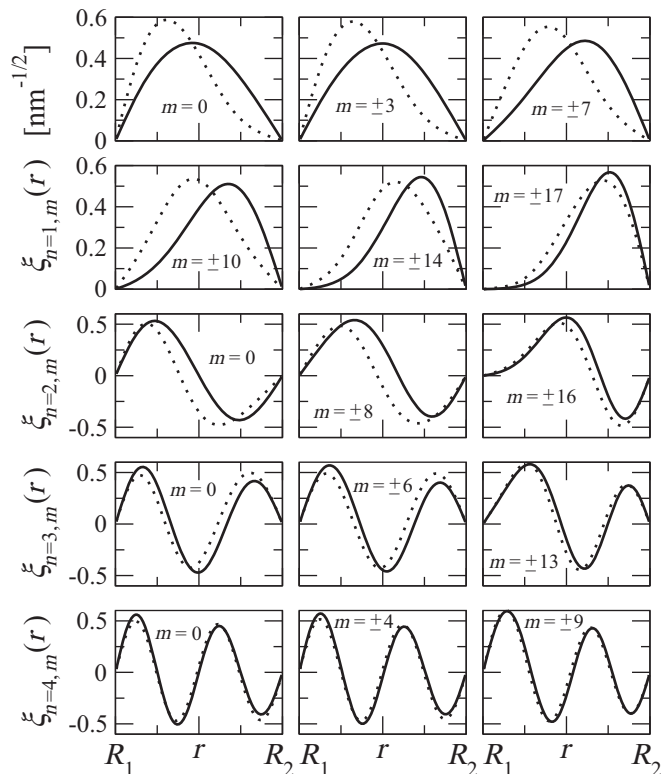 [nm⁻¹/²]
0.6
0.4
0.2
0
m = 0
m = ±3
m = ±7
ξn=1,m(r)
0.6
0.4
0.2
0
m = ±10
m = ±14
m = ±17
ξn=2,m(r)
0.5
0
-0.5
m = 0
m = ±8
m = ±16
ξn=3,m(r)
0.5
0
-0.5
m = 0
m = ±6
m = ±13
ξn=4,m(r)
0.5
0
-0.5
m = 0
m = ±4
m = ±9
R1 r R2 R1 r R2 R1 r R2